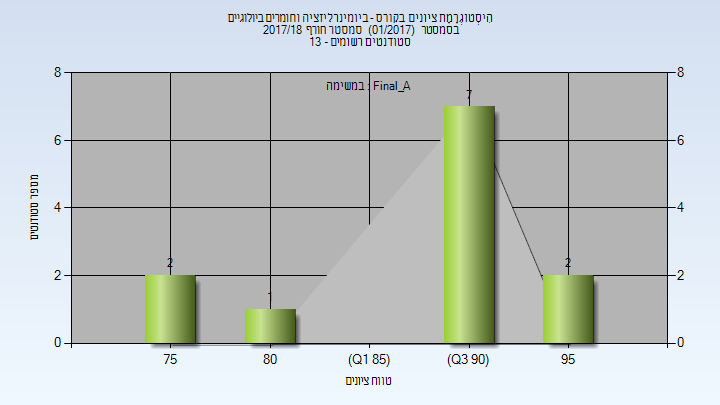 היסטוגרמת ציונים בקורס - ביומינרליזציה וחומרים ביולוגיים
בסמסטר (01/2017) סמסטר חורף 2017/18
סטודנטים רשומים - 13
במשימה : Final_A
מספר סטודנטים
8
6
4
2
0
8
6
4
2
0
2
1
7
2
75
80
(Q1 85)
(Q3 90)
95
טווח ציונים